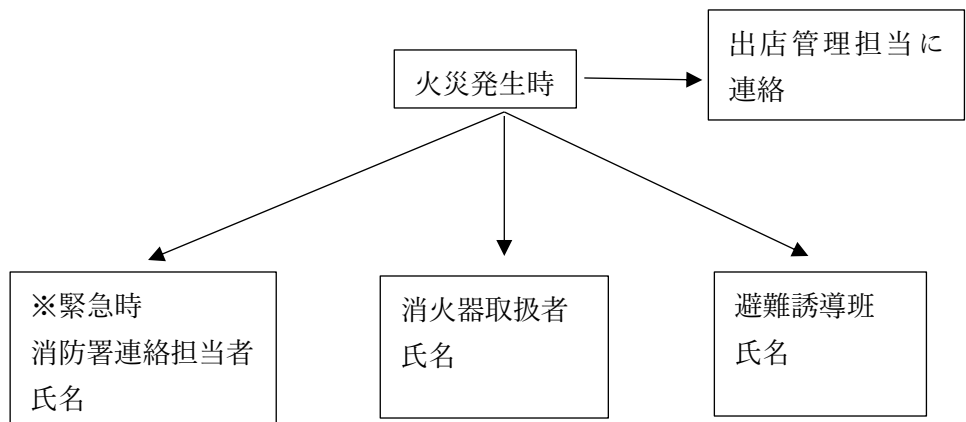 火災発生時
出店管理担当に
連絡
※緊急時
消防署連絡担当者
氏名
消火器取扱者
氏名
避難誘導班
氏名